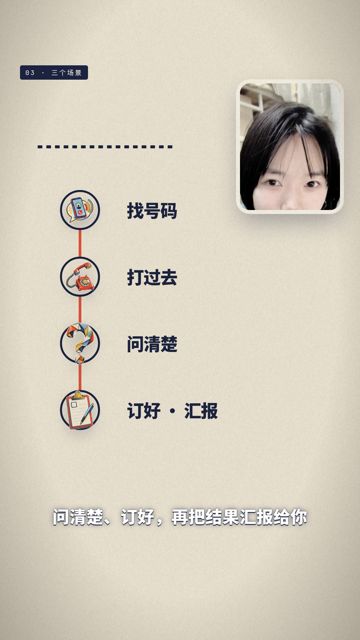 03 · 三个场景
找号码
打过去
问清楚
订好 · 汇报
问清楚、订好，再把结果汇报给你